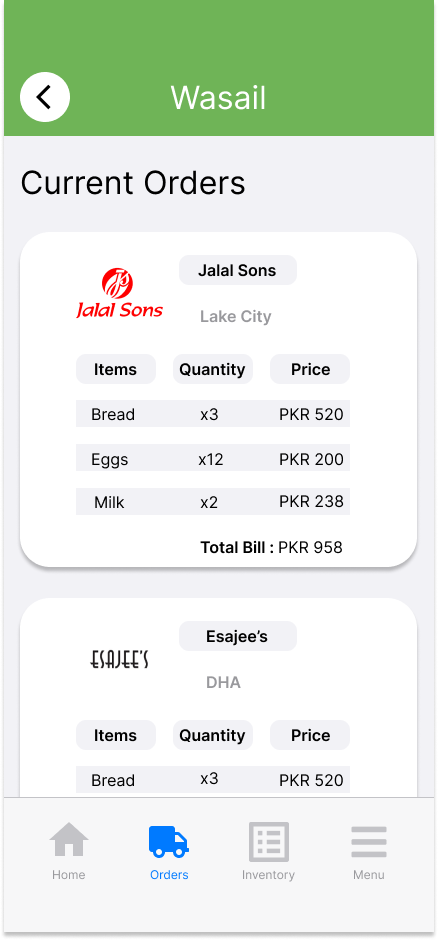 Wasail
Current Orders
Jalal Sons
Jalal Sons
Lake City
Items Quantity Price
Bread x3 PKR 520
Eggs x12 PKR 200
Milk x2 PKR 238
Total Bill : PKR 958
Esajee’s
ESAJEE'S
DHA
Items Quantity Price
Bread x3 PKR 520
Home Orders Inventory Menu